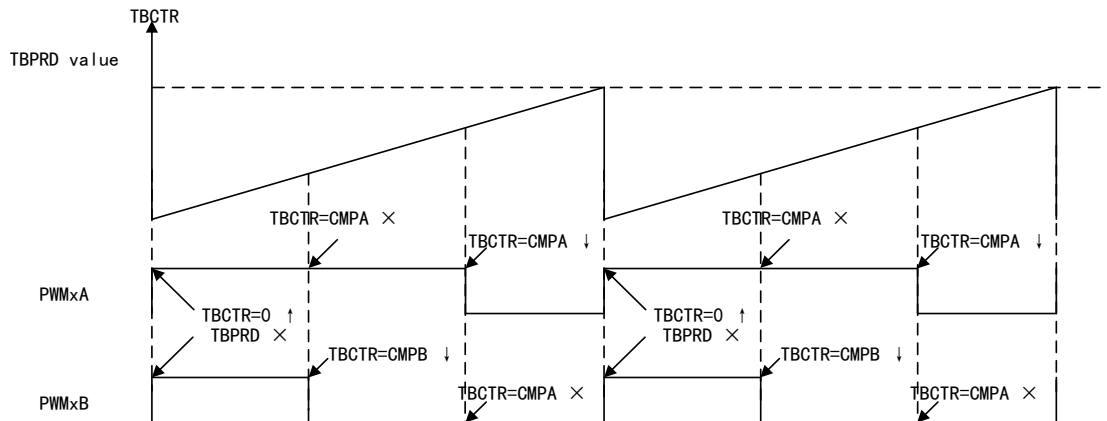 TBCTR
TBPRD value
TBCTR=CMPA × TBCTR=CMPA ×
TBCTR=CMPA ↓ TBCTR=CMPA ↓
PWMxA
TBCTR=0 ↑ TBCTR=0 ↑
TBPRD × TBPRD ×
TBCTR=CMPB ↓ TBCTR=CMPB ↓
TBCTR=CMPA × TBCTR=CMPA ×
PWMxB